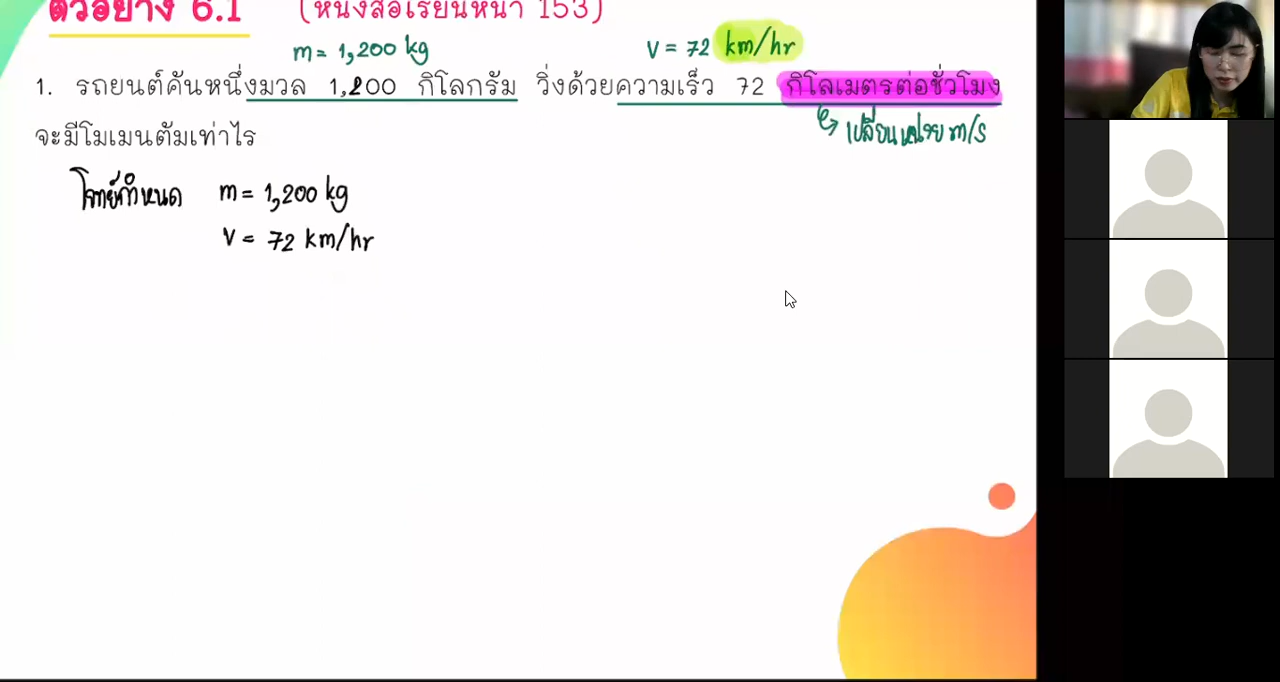 ตัวอย่าง 6.1 (หนังสือเรียนหน้า 153)
m = 1,200 kg v = 72 km/hr
1. รถยนต์คันหนึ่งมวล 1,200 กิโลกรัม วิ่งด้วยความเร็ว 72 กิโลเมตรต่อชั่วโมง
จะมีโมเมนตัมเท่าไร
เปลี่ยนหน่วย m/s
โจทย์กำหนด m = 1,200 kg
v = 72 km/hr